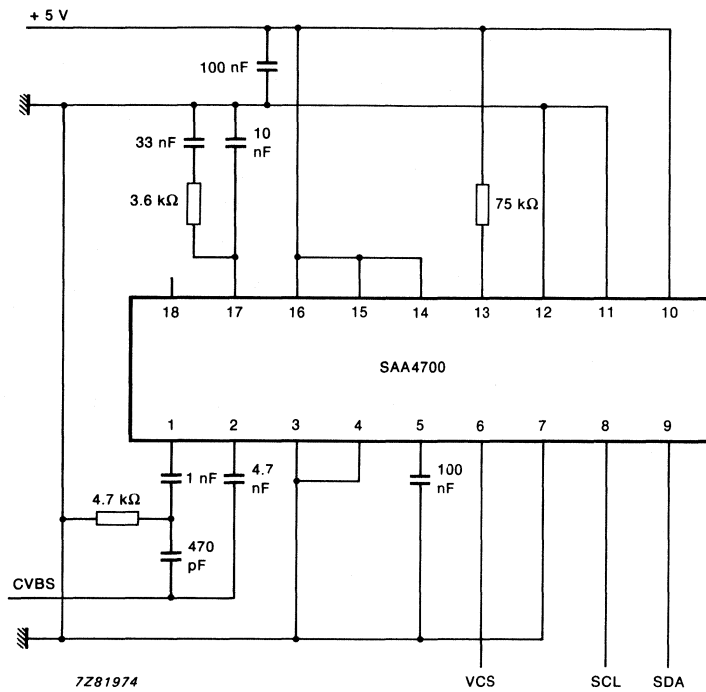 + 5 V
100 nF
33 nF
10
nF
3.6 kΩ
75 kΩ
18 17 16 15 14 13 12 11 10
SAA4700
1 2 3 4 5 6 7 8 9
1 nF
4.7
nF
100
nF
4.7 kΩ
470
pF
CVBS
7Z81974
VCS SCL SDA